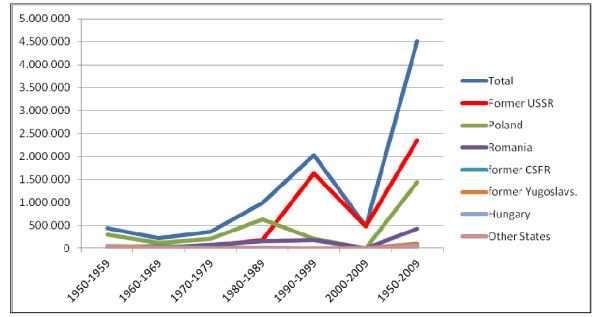 5.000.000
4.500.000
4.000.000
3.500.000
3.000.000
2.500.000
2.000.000
1.500.000
1.000.000
500.000
0
1950-1959
1960-1969
1970-1979
1980-1989
1990-1999
2000-2009
1950-2009
Total
Former USSR
Poland
Romania
former CSFR
former Yugoslavs.
Hungary
Other States